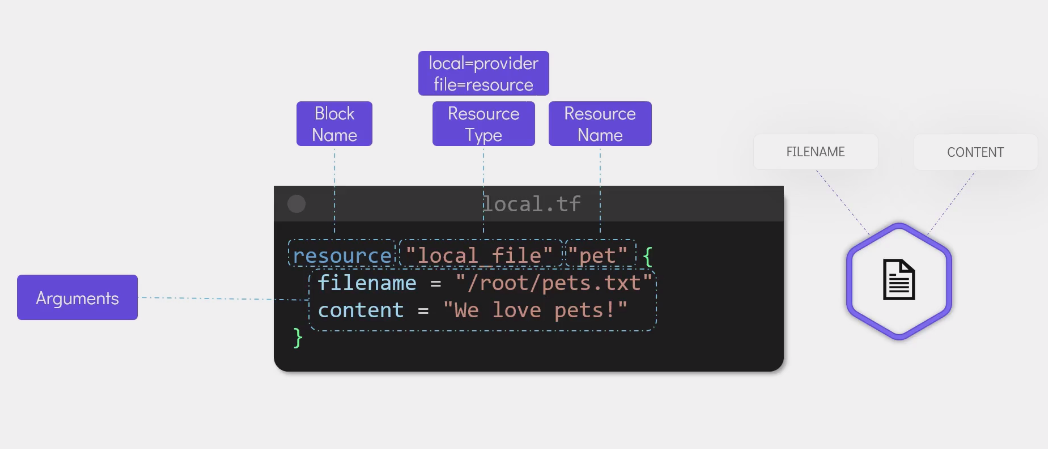 local=provider
file=resource
Block
Name
Resource
Type
Resource
Name
FILENAME
CONTENT
local.tf
resource "local_file" "pet" {
filename = "/root/pets.txt"
content = "We love pets!"
}
Arguments